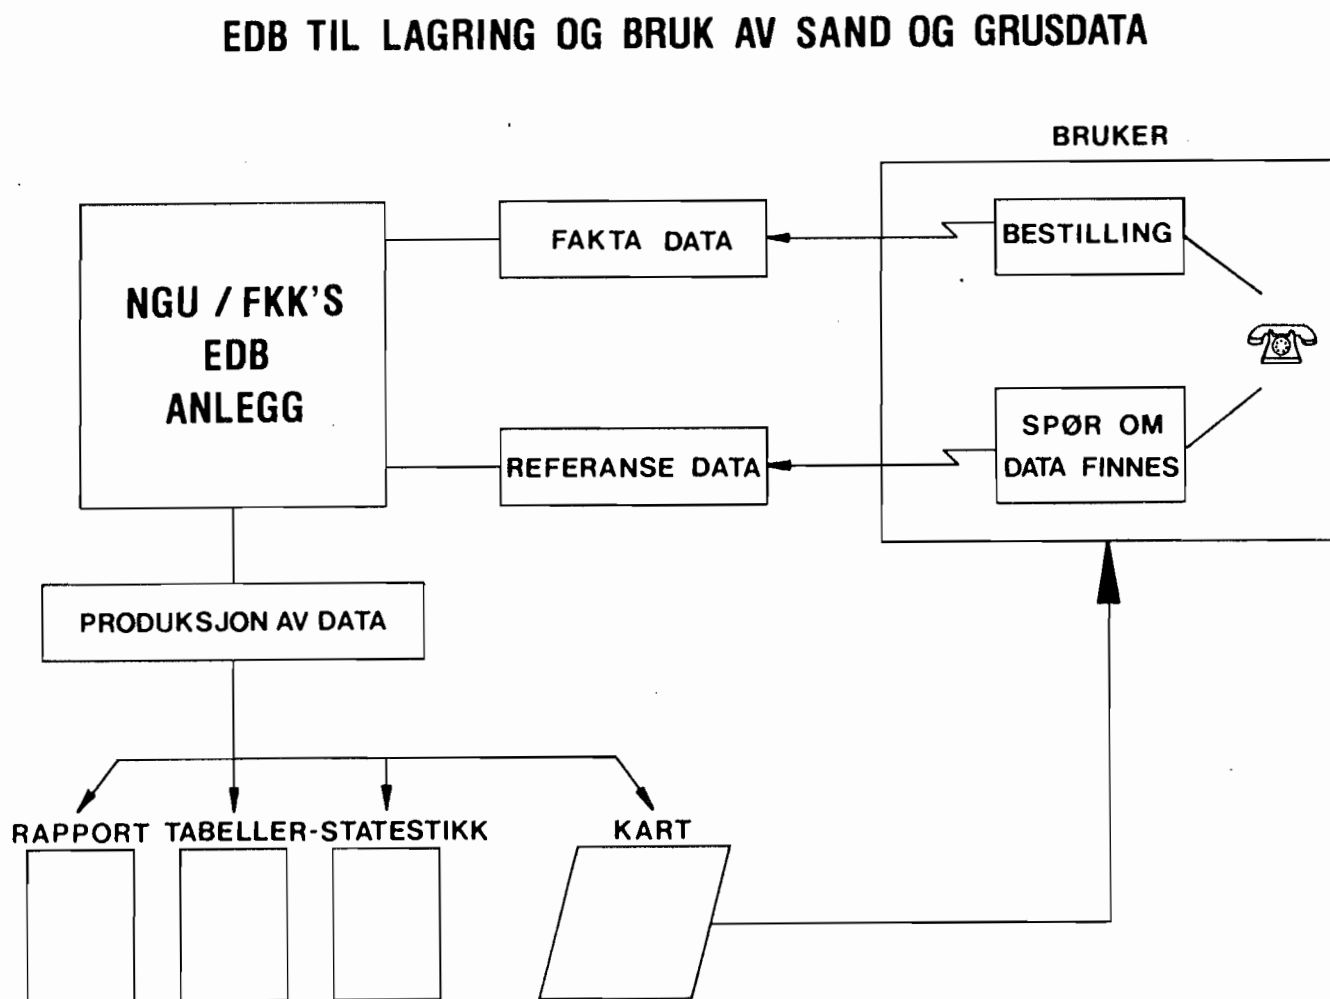 EDB TIL LAGRING OG BRUK AV SAND OG GRUSDATA
BRUKER
NGU / FKK'S
EDB
ANLEGG
FAKTA DATA
BESTILLING
REFERANSE DATA
SPØR OM
DATA FINNES
PRODUKSJON AV DATA
RAPPORT TABELLER-STATESTIKK KART